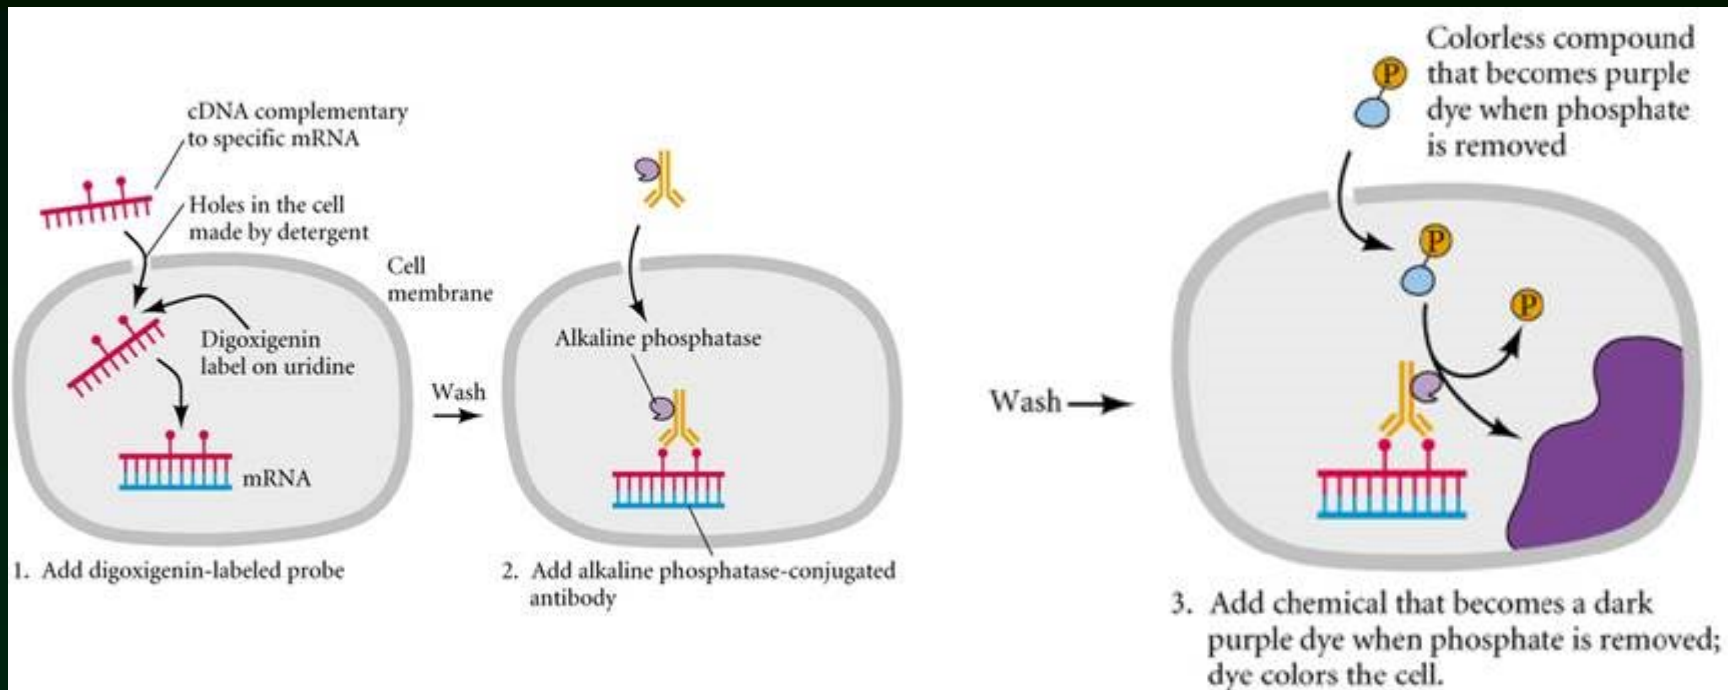 cDNA complementary
to specific mRNA
Holes in the cell
made by detergent
Cell
membrane
Digoxigenin
label on uridine
mRNA
1. Add digoxigenin-labeled probe
Wash
Alkaline phosphatase
2. Add alkaline phosphatase-conjugated
antibody
Wash
P
Colorless compound
that becomes purple
dye when phosphate
is removed
P
P
3. Add chemical that becomes a dark
purple dye when phosphate is removed;
dye colors the cell.